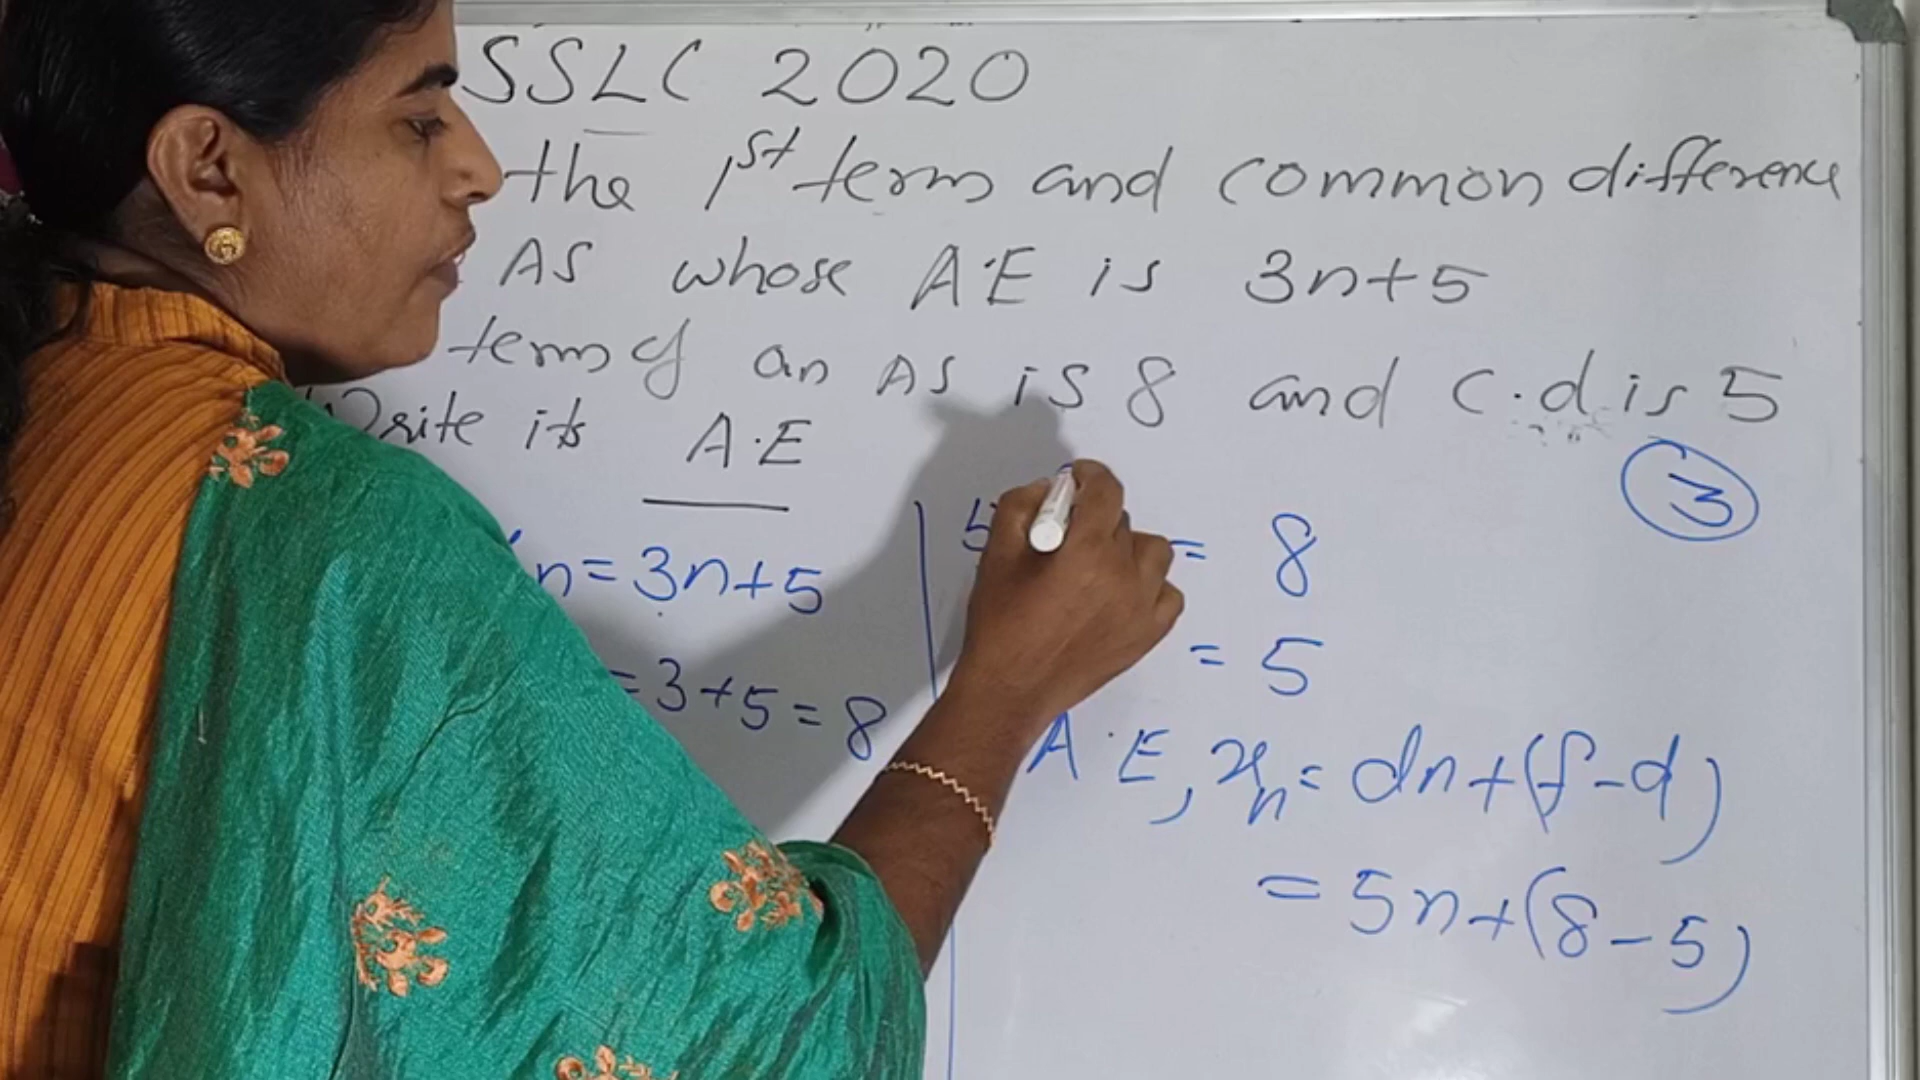 SSLC 2020
the 1st term and common difference
AS whose A.E is 3n+5
term of an AS is 8 and C.d is 5
Write its A.E
3
n=3n+5
=3+5=8
5 = 8
= 5
A.E, xn= dn+(f-d)
=5n+(8-5)